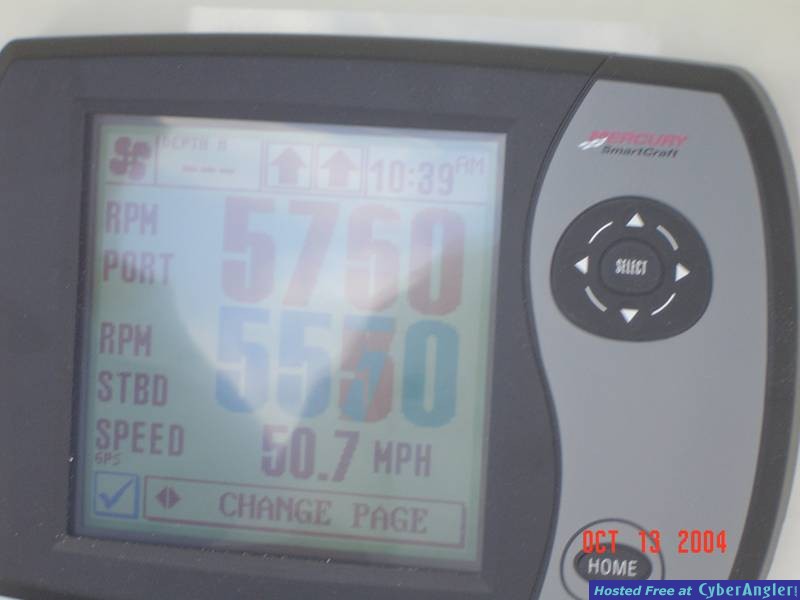 DEPTH
--- 10:39 AM
MERCURY
SmartCraft
RPM
PORT
5760
SELECT
RPM
STBD
5550
SPEED
GPS
50.7 MPH
CHANGE PAGE
HOME
OCT 13 2004
Hosted Free at CyberAngler!